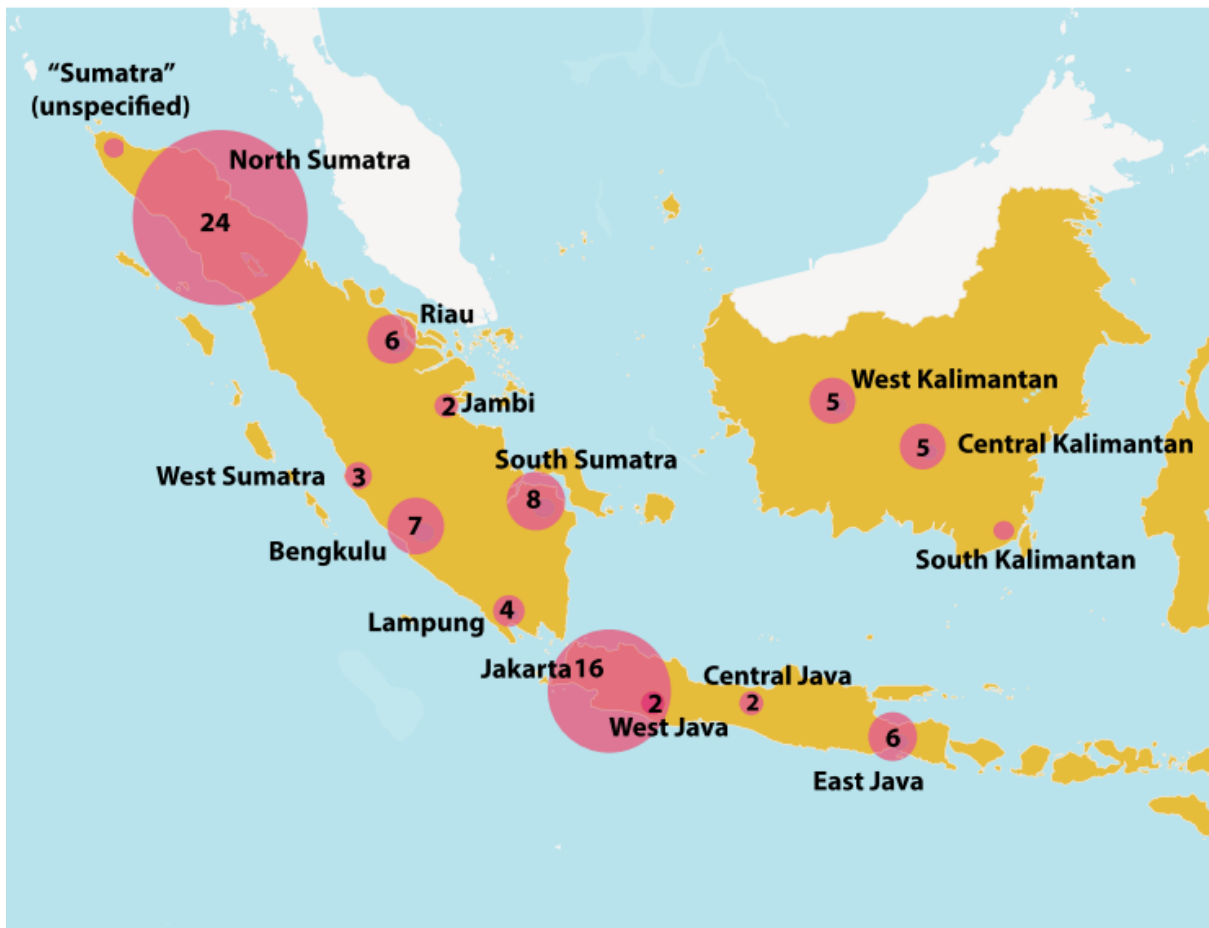 “Sumatra”
(unspecified)
North Sumatra
24
Riau
6
2 Jambi
West Kalimantan
5
5 Central Kalimantan
South Sumatra
8
West Sumatra 3
7
Bengkulu
South Kalimantan
4
Lampung
Jakarta 16
Central Java
2
2
West Java
6
East Java